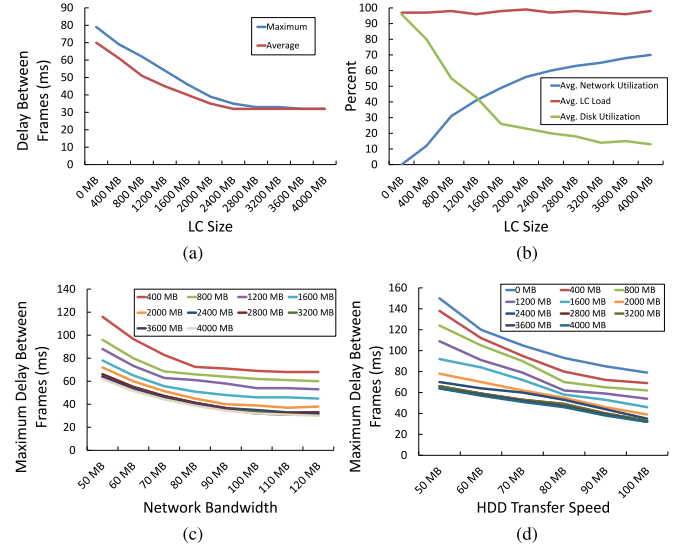 90
80
70
60
50
40
30
20
10
0
Delay Between
Frames (ms)
Maximum
Average
0 MB
400 MB
800 MB
1200 MB
1600 MB
2000 MB
2400 MB
2800 MB
3200 MB
3600 MB
4000 MB
LC Size
(a)
100
90
80
70
60
50
40
30
20
10
0
Percent
Avg. Network Utilization
Avg. LC Load
Avg. Disk Utilization
0 MB
400 MB
800 MB
1200 MB
1600 MB
2000 MB
2400 MB
2800 MB
3200 MB
3600 MB
4000 MB
LC Size
(b)
140
120
100
80
60
40
20
0
Maximum Delay Between
Frames (ms)
400 MB 800 MB 1200 MB 1600 MB
2000 MB 2400 MB 2800 MB 3200 MB
3600 MB 4000 MB
50 MB
60 MB
70 MB
80 MB
90 MB
100 MB
110 MB
120 MB
Network Bandwidth
(c)
160
140
120
100
80
60
40
20
0
Maximum Delay Between
Frames (ms)
0 MB 400 MB 800 MB
1200 MB 1600 MB 2000 MB
2400 MB 2800 MB 3200 MB
3600 MB 4000 MB
50 MB
60 MB
70 MB
80 MB
90 MB
100 MB
HDD Transfer Speed
(d)